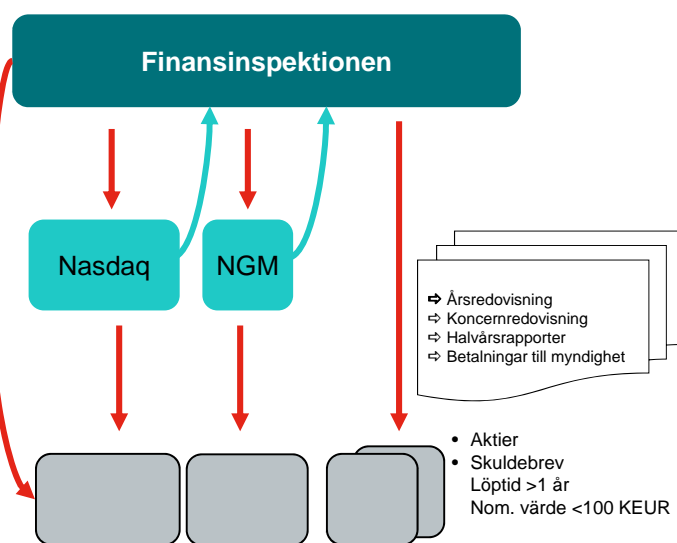 Finansinspektionen
Nasdaq
NGM
⇨ Årsredovisning
⇨ Koncernredovisning
⇨ Halvårsrapporter
⇨ Betalningar till myndighet
• Aktier
• Skuldebrev
Löptid >1 år
Nom. värde <100 KEUR